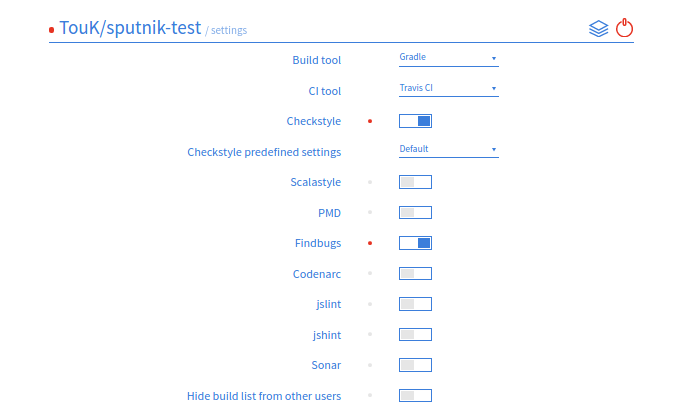 TouK/sputnik-test / settings
Build tool Gradle
CI tool Travis CI
Checkstyle
Checkstyle predefined settings Default
Scalastyle
PMD
Findbugs
Codenarc
jslint
jshint
Sonar
Hide build list from other users